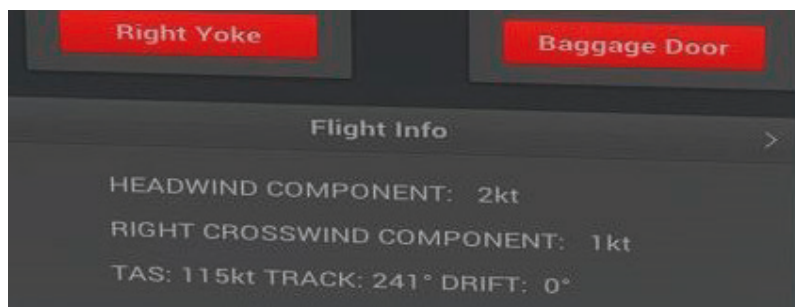 Right Yoke
Baggage Door
Flight Info
>
HEADWIND COMPONENT: 2kt
RIGHT CROSSWIND COMPONENT: 1kt
TAS: 115kt TRACK: 241° DRIFT: 0°